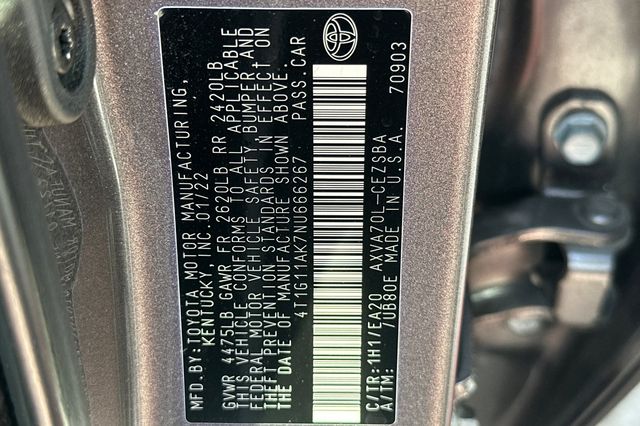 MFD. BY: TOYOTA MOTOR MANUFACTURING,
KENTUCKY, INC. 01/22
GVWR 4475LB GAWR FR 2620LB RR 2420LB
THIS VEHICLE CONFORMS TO ALL APPLICABLE
FEDERAL MOTOR VEHICLE SAFETY, BUMPER, AND
THEFT PREVENTION STANDARDS IN EFFECT ON
THE DATE OF MANUFACTURE SHOWN ABOVE.
4T1G11AK7NU666267 PASS. CAR
C/TR: 1H1/EA20 AXVA70L-CEZSBA
A/TM: /UB80E MADE IN U.S.A. 70903